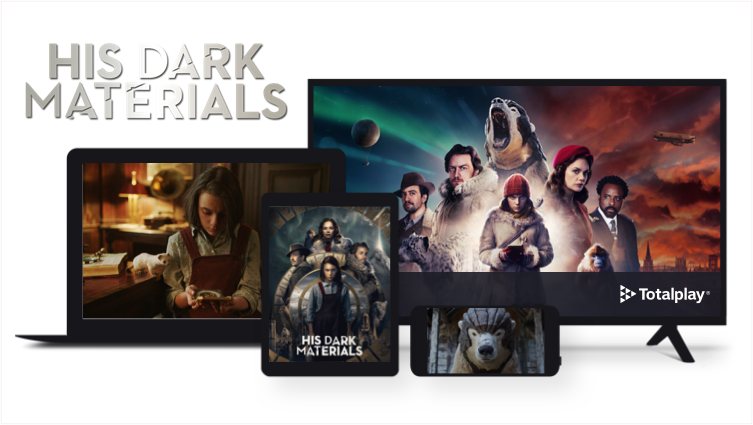 HIS DARK
MATERIALS
Totalplay®
HIS DARK
MATERIALS